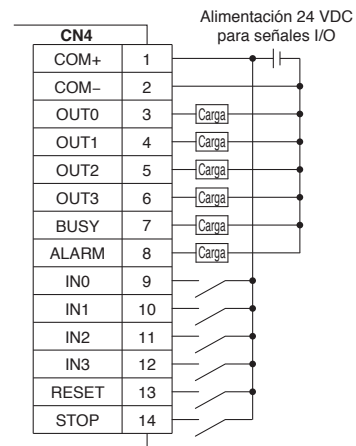 Alimentación 24 VDC
para señales I/O
CN4
COM+ 1
COM− 2
OUT0 3 Carga
OUT1 4 Carga
OUT2 5 Carga
OUT3 6 Carga
BUSY 7 Carga
ALARM 8 Carga
IN0 9
IN1 10
IN2 11
IN3 12
RESET 13
STOP 14